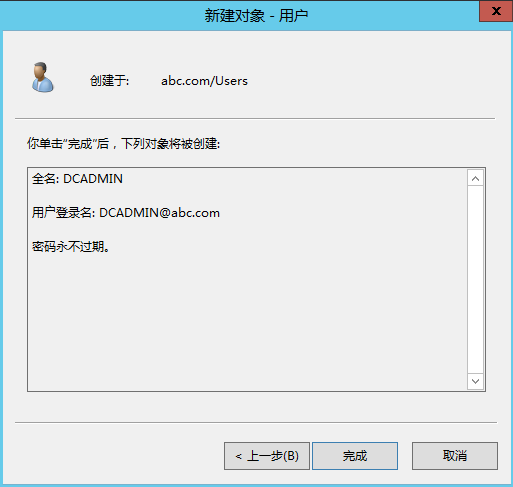 新建对象 - 用户
x
创建于: abc.com/Users
你单击“完成”后，下列对象将被创建:
全名: DCADMIN
用户登录名: DCADMIN@abc.com
密码永不过期。
< 上一步(B) 完成 取消